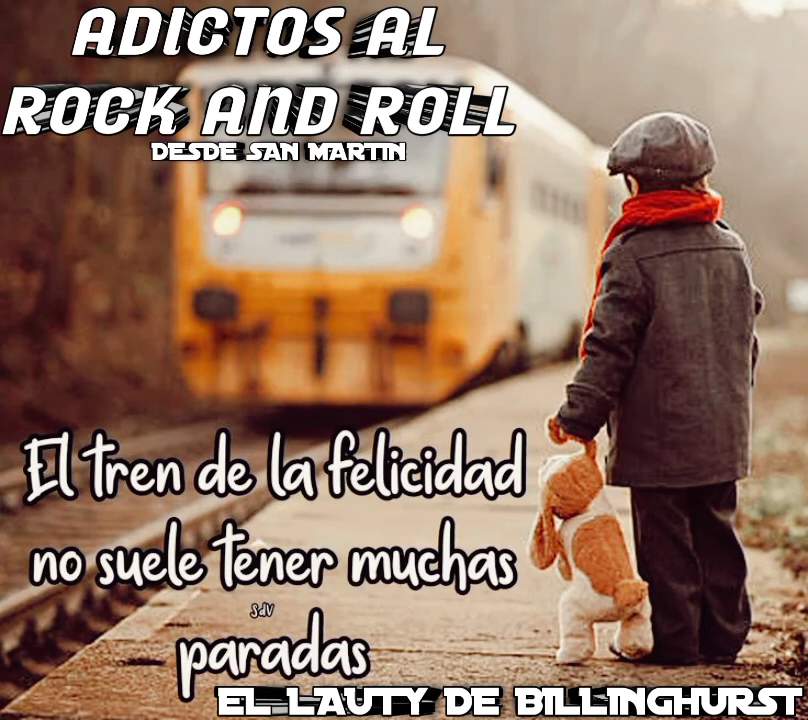 ADICTOS AL
ROCK AND ROLL
DESDE SAN MARTIN
El tren de la felicidad
no suele tener muchas
SdV
paradas
EL LAUTY DE BILLINGHURST